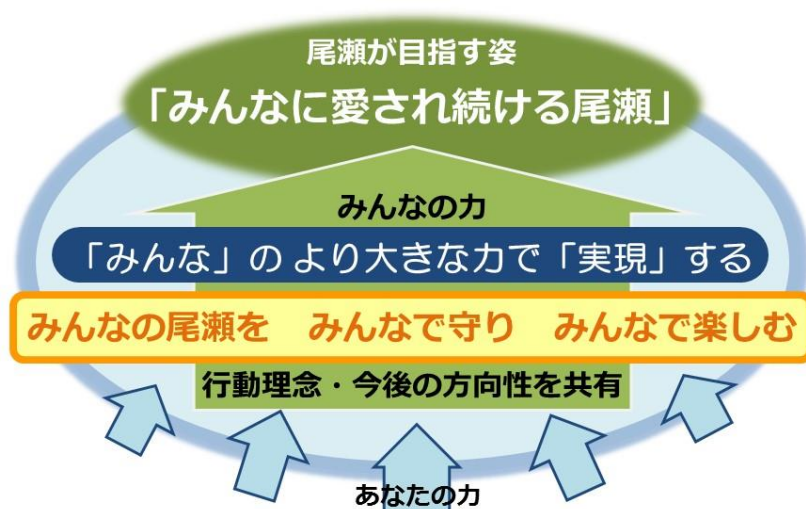 尾瀬が目指す姿
「みんなに愛され続ける尾瀬」
みんなの力
「みんな」の より大きな力で「実現」する
みんなの尾瀬を　みんなで守り　みんなで楽しむ
行動理念・今後の方向性を共有
あなたの力